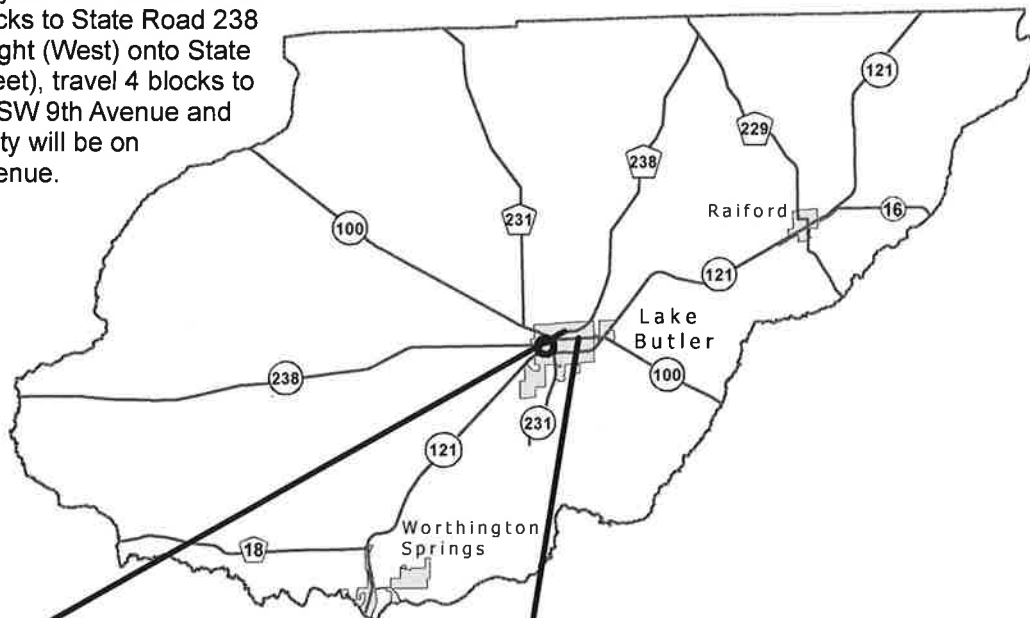 cks to State Road 238
ght (West) onto State
eet), travel 4 blocks to
SW 9th Avenue and
ty will be on
enue.
121
229
238
Raiford
16
231
100
121
Lake
Butler
238
100
231
121
Worthington
Springs
18